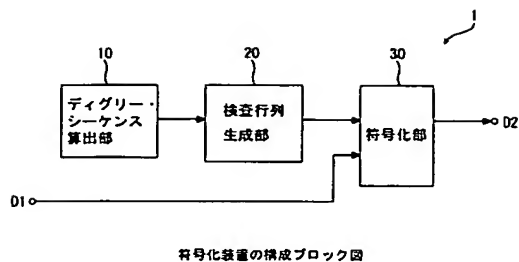 1
10
20
30
ディグリー・
シーケンス
算出部
検査行列
生成部
符号化部
D2
D1
符号化装置の構成ブロック図